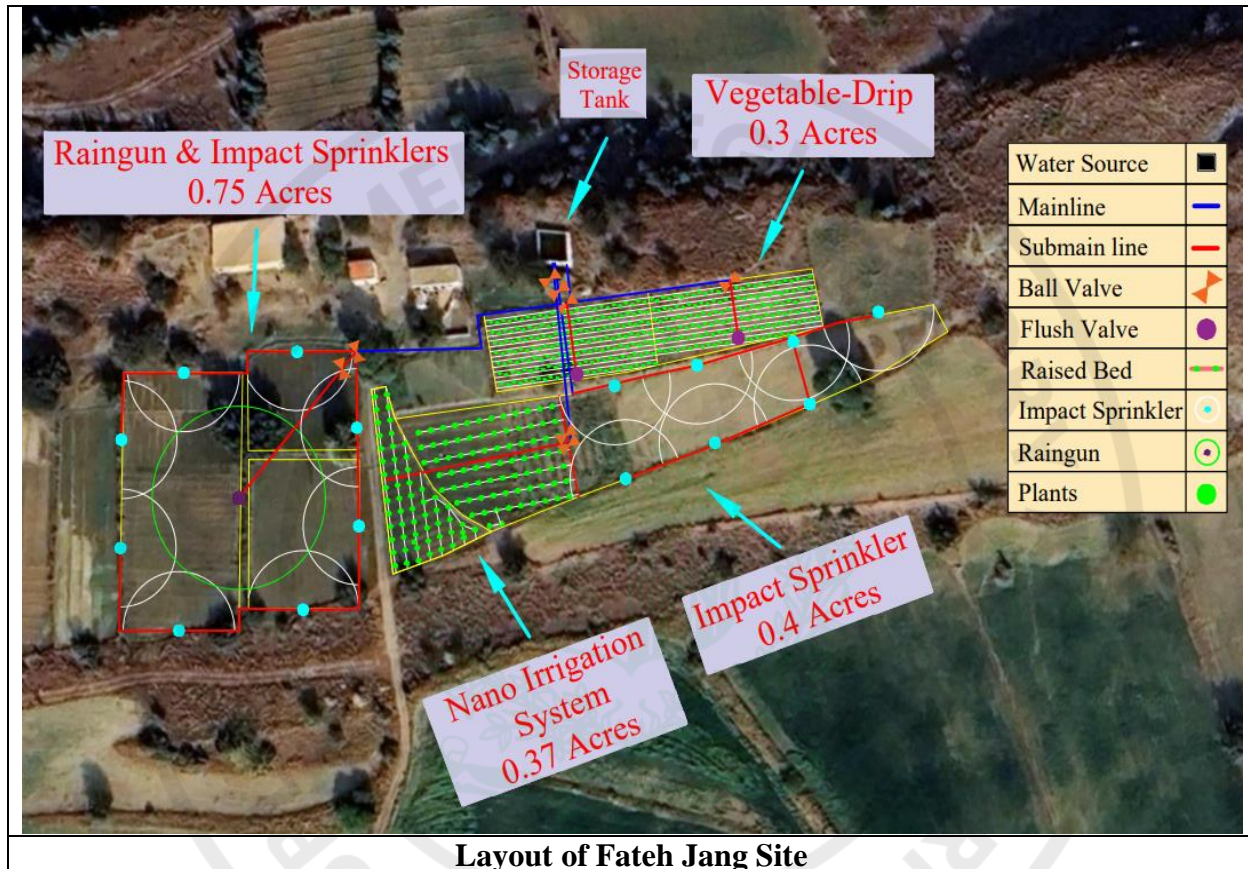 Storage
Tank
Vegetable-Drip
0.3 Acres
Raingun & Impact Sprinklers
0.75 Acres
Water Source
Mainline
Submain line
Ball Valve
Flush Valve
Raised Bed
Impact Sprinkler
Raingun
Plants
Impact Sprinkler
0.4 Acres
Nano Irrigation
System
0.37 Acres
Layout of Fateh Jang Site